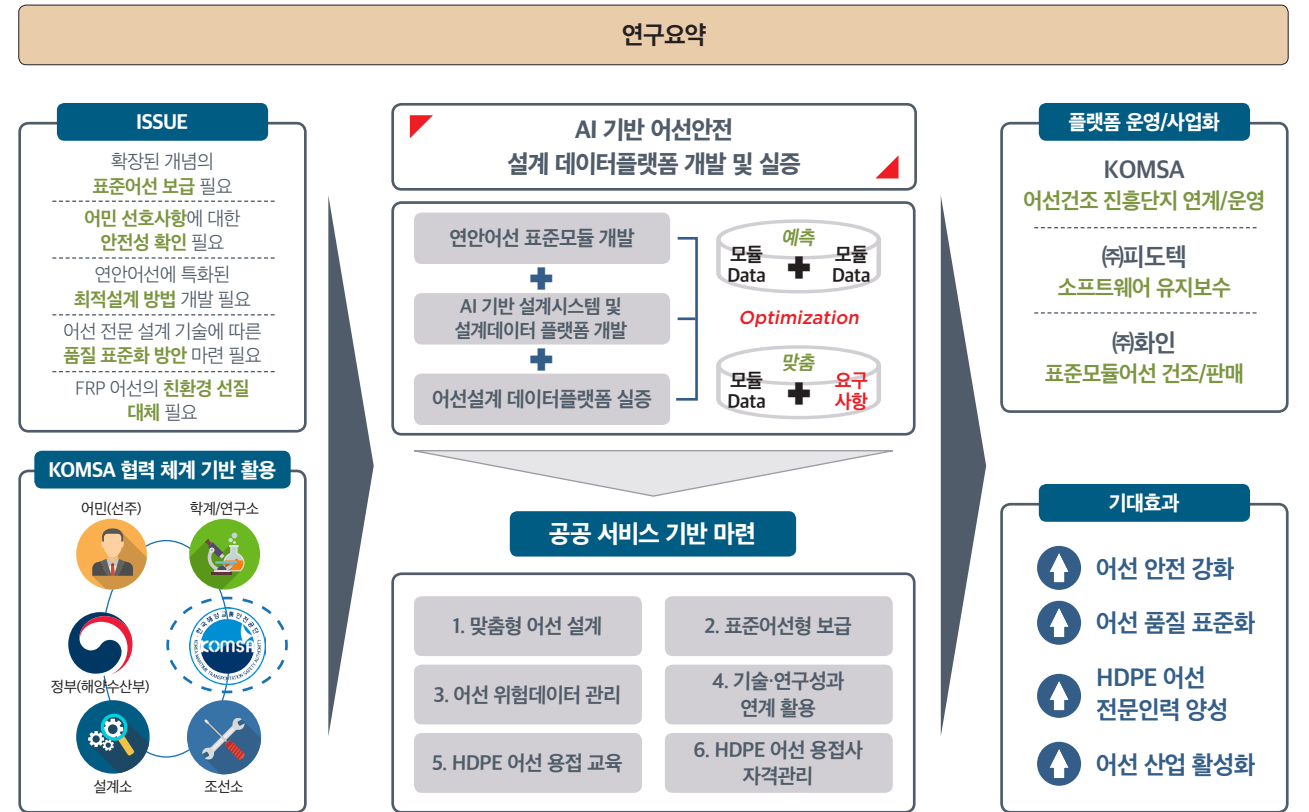 연구요약
ISSUE
확장된 개념의
표준어선 보급 필요
어민 선호사항에 대한
안전성 확인 필요
연안어선에 특화된
최적설계 방법 개발 필요
어선 전문 설계 기술에 따른
품질 표준화 방안 마련 필요
FRP 어선의 친환경 선질
대체 필요
KOMSA 협력 체계 기반 활용
어민(선주)
학계/연구소
정부(해양수산부)
한국해양교통안전공단
KOMSA
KOREA MARITIME TRANSPORTATION SAFETY AUTHORITY
설계소
조선소
AI 기반 어선안전
설계 데이터플랫폼 개발 및 실증
연안어선 표준모듈 개발
AI 기반 설계시스템 및
설계데이터 플랫폼 개발
어선설계 데이터플랫폼 실증
예측
모듈 모듈
Data Data
Optimization
맞춤
모듈 요구
Data 사항
공공 서비스 기반 마련
1. 맞춤형 어선 설계
2. 표준어선형 보급
3. 어선 위험데이터 관리
4. 기술·연구성과
연계 활용
5. HDPE 어선 용접 교육
6. HDPE 어선 용접사
자격관리
플랫폼 운영/사업화
KOMSA
어선건조 진흥단지 연계/운영
㈜피도텍
소프트웨어 유지보수
㈜화인
표준모듈어선 건조/판매
기대효과
어선 안전 강화
어선 품질 표준화
HDPE 어선
전문인력 양성
어선 산업 활성화